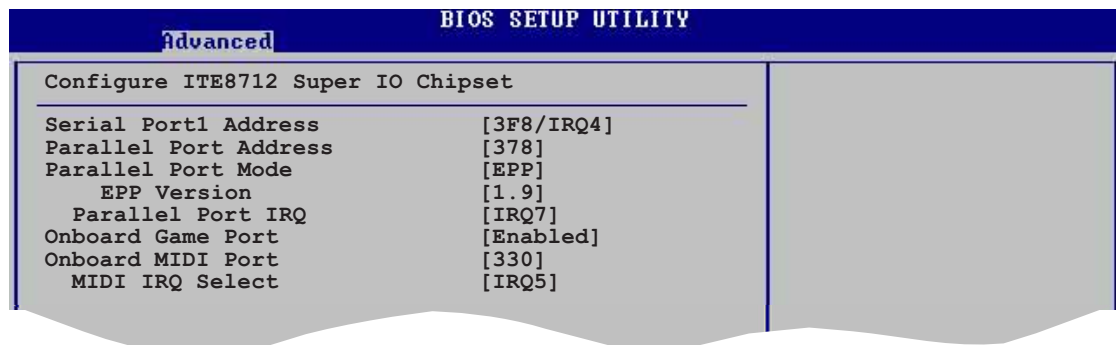 BIOS SETUP UTILITY
Advanced
Configure ITE8712 Super IO Chipset
Serial Port1 Address [3F8/IRQ4]
Parallel Port Address [378]
Parallel Port Mode [EPP]
EPP Version [1.9]
Parallel Port IRQ [IRQ7]
Onboard Game Port [Enabled]
Onboard MIDI Port [330]
MIDI IRQ Select [IRQ5]